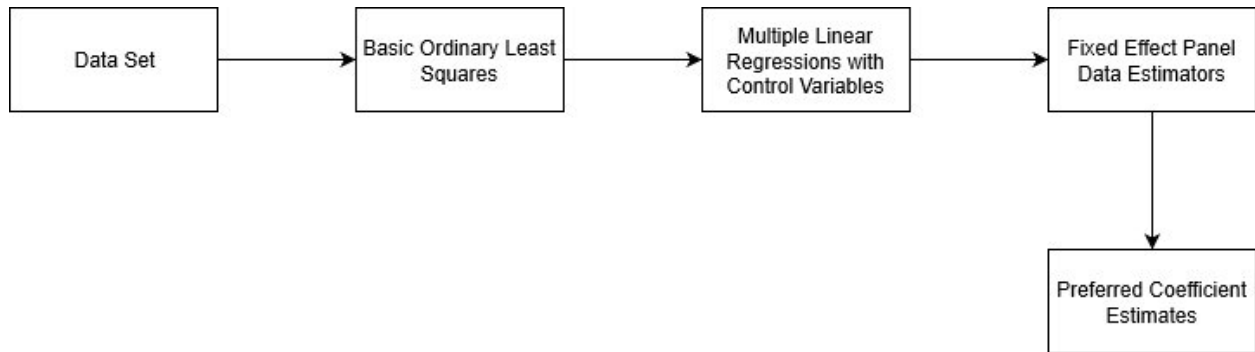 Data Set
Basic Ordinary Least
Squares
Multiple Linear
Regressions with
Control Variables
Fixed Effect Panel
Data Estimators
Preferred Coefficient
Estimates